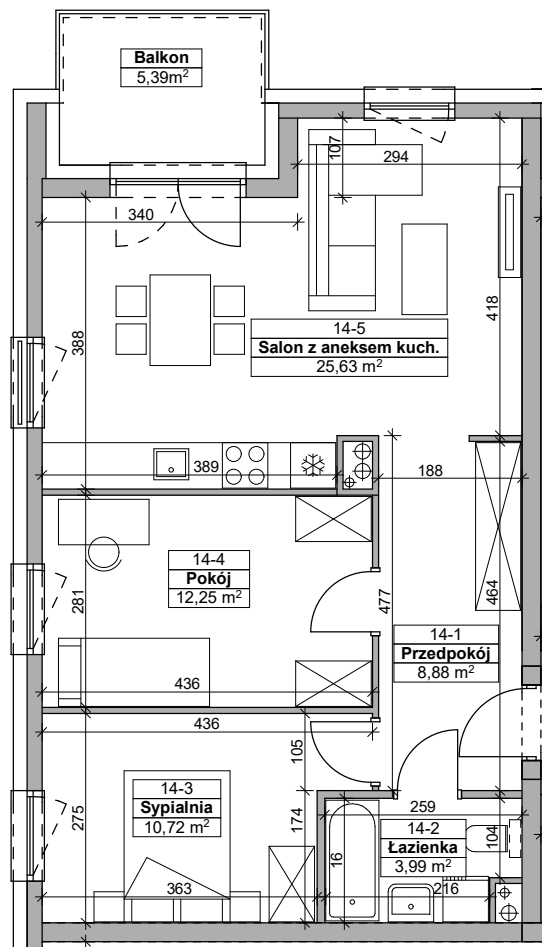 Balkon
5,39m²
107
294
340
418
388
14-5
Salon z aneksem kuch.
25,63 m²
389
188
14-4
Pokój
12,25 m²
281
477
464
436
14-1
Przedpokój
8,88 m²
436
105
275
14-3
Sypialnia
10,72 m²
174
259
14-2
Łazienka
3,99 m²
104
16
363
216